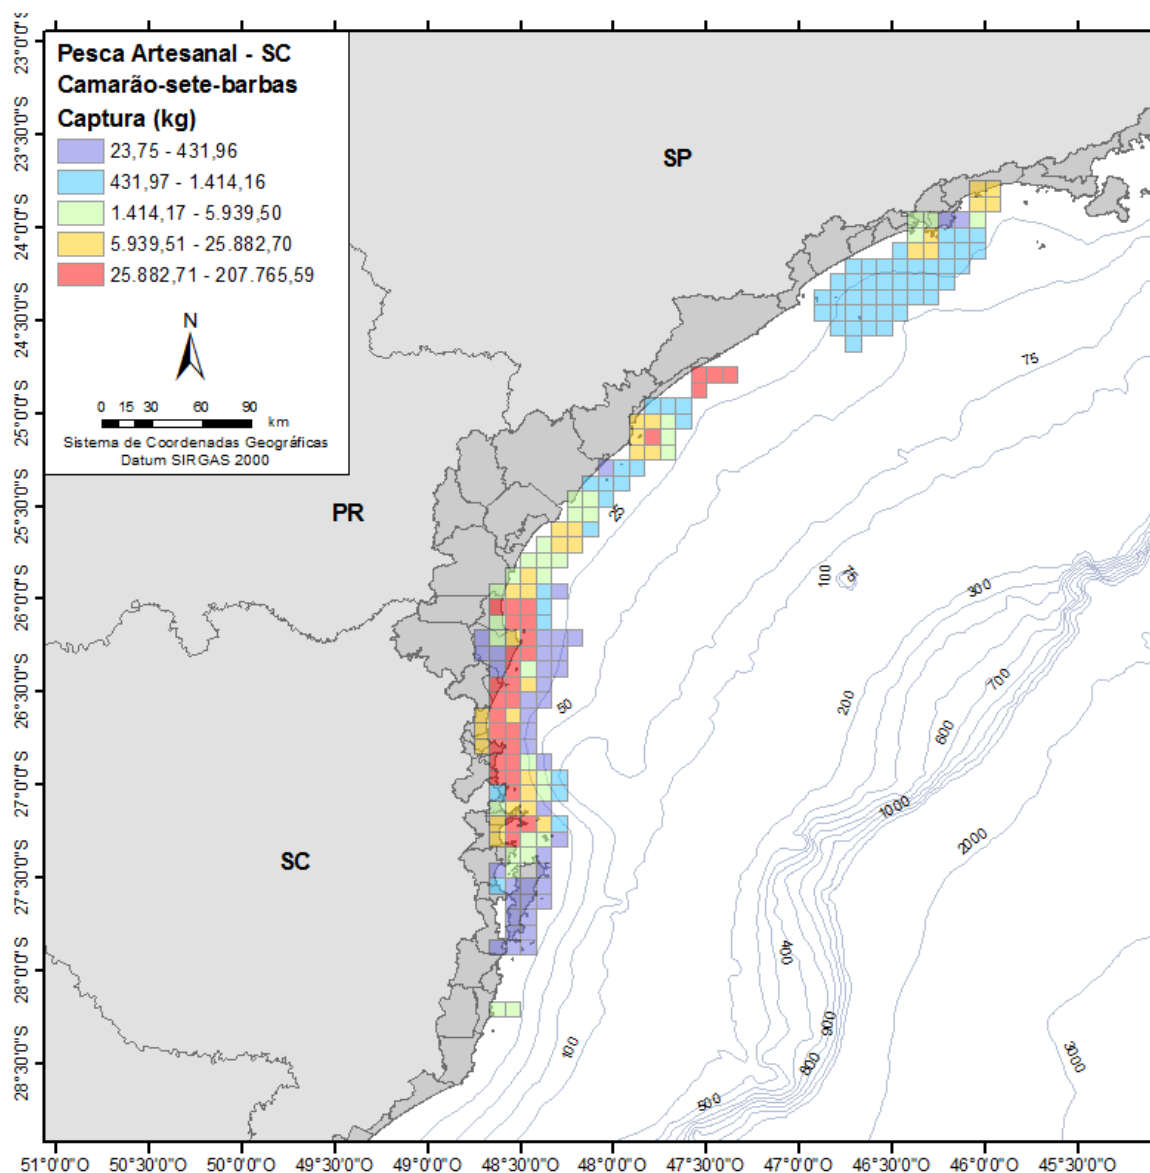 Pesca Artesanal - SC
Camarão-sete-barbas
Captura (kg)
23,75 - 431,96
431,97 - 1.414,16
1.414,17 - 5.939,50
5.939,51 - 25.882,70
25.882,71 - 207.765,59
N
0 15 30 60 90
km
Sistema de Coordenadas Geográficas
Datum SIRGAS 2000
SP
PR
SC
23°0'0"S
23°30'0"S
24°0'0"S
24°30'0"S
25°0'0"S
25°30'0"S
26°0'0"S
26°30'0"S
27°0'0"S
27°30'0"S
28°0'0"S
28°30'0"S
75
25
100
75
300
50
200
700
600
1000
2000
400
900
100
800
500
3000
51°0'0"O
50°30'0"O
50°0'0"O
49°30'0"O
49°0'0"O
48°30'0"O
48°0'0"O
47°30'0"O
47°0'0"O
46°30'0"O
46°0'0"O
45°30'0"O
45°0'0"O